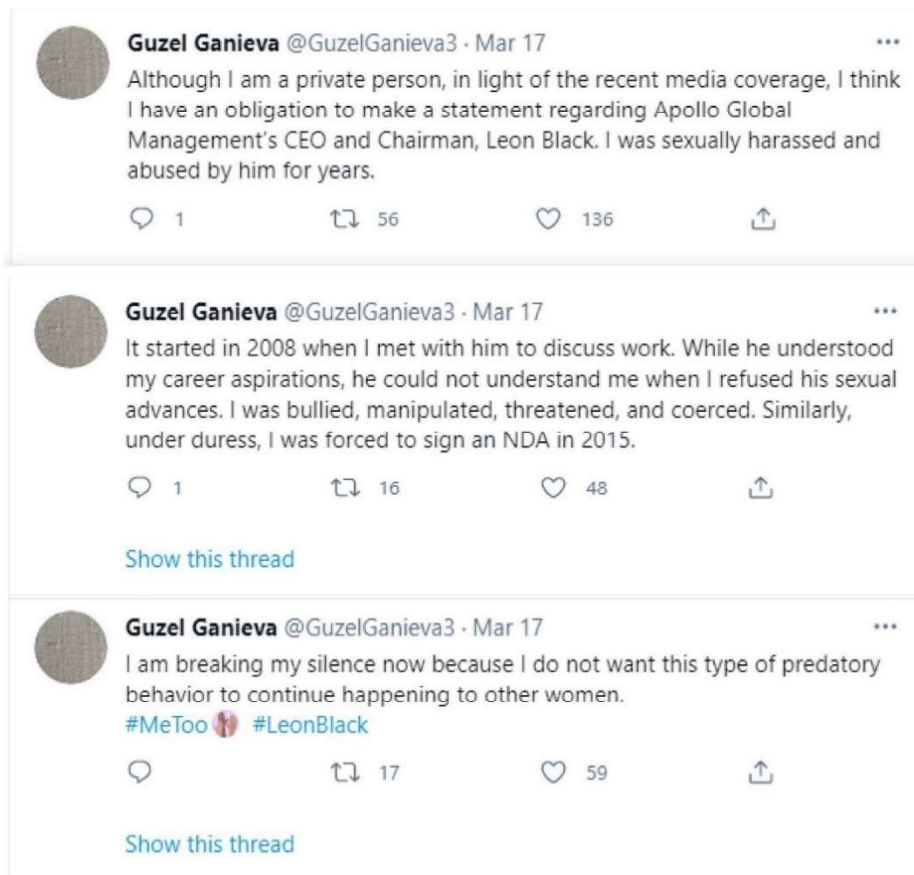 Guzel Ganieva @GuzelGanieva3 · Mar 17
Although I am a private person, in light of the recent media coverage, I think
I have an obligation to make a statement regarding Apollo Global
Management's CEO and Chairman, Leon Black. I was sexually harassed and
abused by him for years.
1 56 136
Guzel Ganieva @GuzelGanieva3 · Mar 17
It started in 2008 when I met with him to discuss work. While he understood
my career aspirations, he could not understand me when I refused his sexual
advances. I was bullied, manipulated, threatened, and coerced. Similarly,
under duress, I was forced to sign an NDA in 2015.
1 16 48
Show this thread
Guzel Ganieva @GuzelGanieva3 · Mar 17
I am breaking my silence now because I do not want this type of predatory
behavior to continue happening to other women.
#MeToo #LeonBlack
17 59
Show this thread